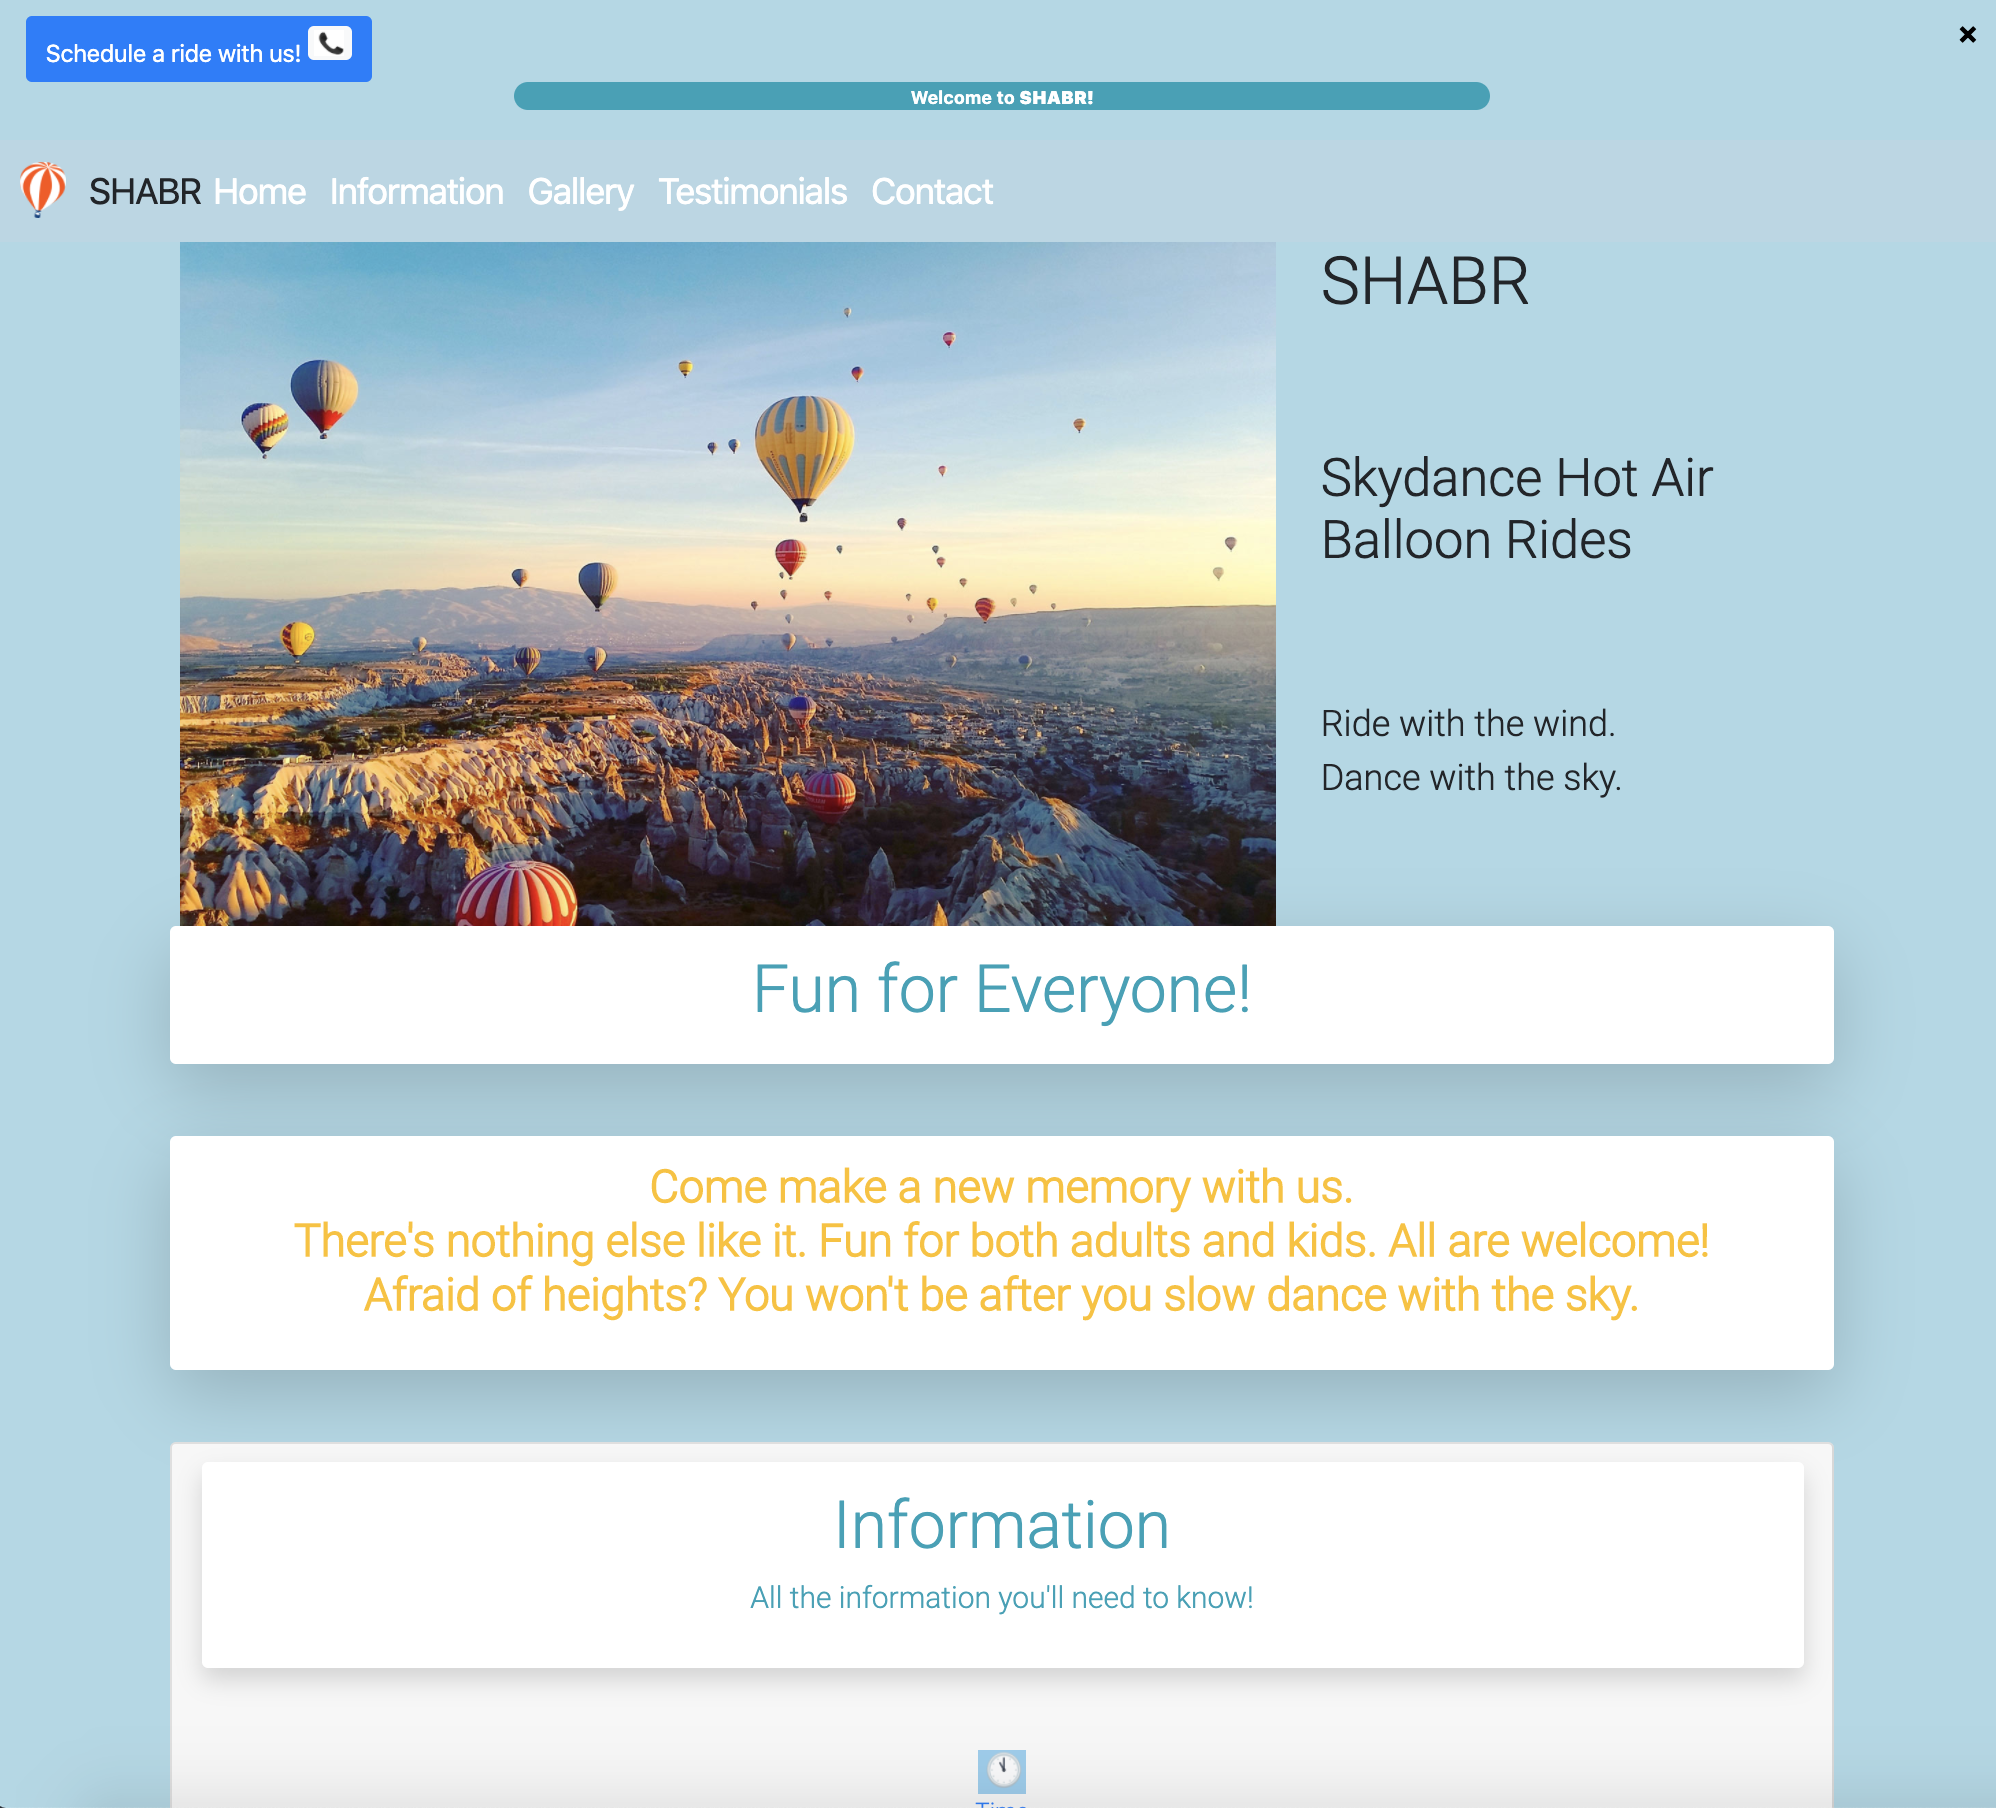 Schedule a ride with us!
Welcome to SHABR!
SHABR Home Information Gallery Testimonials Contact
SHABR
Skydance Hot Air
Balloon Rides
Ride with the wind.
Dance with the sky.
Fun for Everyone!
Come make a new memory with us.
There's nothing else like it. Fun for both adults and kids. All are welcome!
Afraid of heights? You won't be after you slow dance with the sky.
Information
All the information you'll need to know!